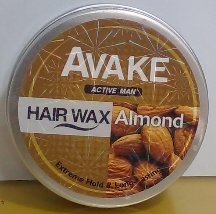 AVAKE
ACTIVE MAN
HAIR WAX Almond
Extreme Hold & Long